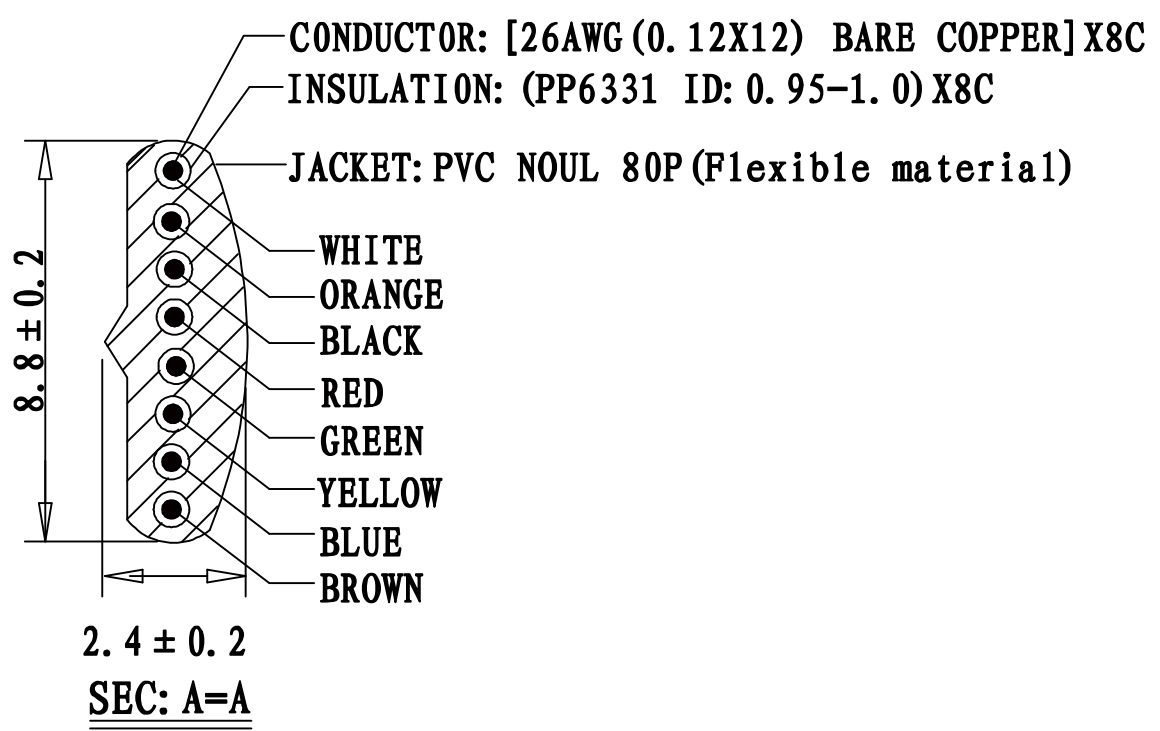 CONDUCTOR: [26AWG(0.12X12) BARE COPPER]X8C
INSULATION: (PP6331 ID:0.95-1.0)X8C
JACKET: PVC NOUL 80P(Flexible material)
WHITE
ORANGE
BLACK
RED
GREEN
YELLOW
BLUE
BROWN
8.8±0.2
2.4±0.2
SEC: A=A